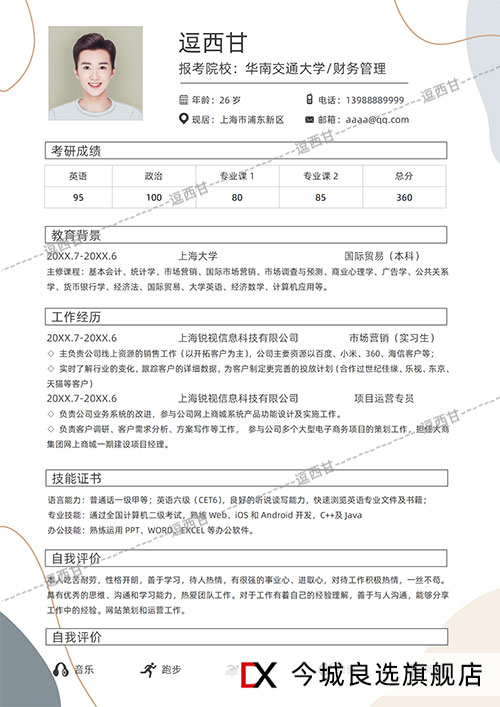 逗西甘
报考院校：华南交通大学/财务管理
年龄：26 岁
电话：13988889999
现居：上海市浦东新区
邮箱：aaaa@qq.com
考研成绩
英语 政治 专业课 1 专业课 2 总分
95 100 80 85 360
教育背景
20XX.7-20XX.6 上海大学 国际贸易（本科）
主修课程：基本会计、统计学、市场营销、国际市场营销、市场调查与预测、商业心理学、广告学、公共关系
学、货币银行学、经济法、国际贸易、大学英语、经济数学、计算机应用等。
工作经历
20XX.7-20XX.6 上海锐视信息科技有限公司 市场营销（实习生）
◇ 主负责公司线上资源的销售工作（以开拓客户为主），公司主要资源以百度、小米、360、海信客户等；
◇ 实时了解行业的变化，跟踪客户的详细数据，为客户制定更完善的投放计划（合作过世纪佳缘、乐视、京东、
天猫等客户）
20XX.7-20XX.6 上海锐视信息科技有限公司 项目运营专员
◇ 负责公司业务系统的改进，参与公司网上商城系统产品功能设计及实施工作。
◇ 负责客户调研、客户需求分析、方案写作等工作， 参与公司多个大型电子商务项目的策划工作，担任大商
集团网上商城一期建设项目经理。
技能证书
语言能力：普通话一级甲等；英语六级（CET6），良好的听说读写能力，快速浏览英语专业文件及书籍；
专业技能：通过全国计算机二级考试，熟练 Web、iOS 和 Android 开发，C++及 Java
办公技能：熟练运用 PPT、WORD、EXCEL 等办公软件。
自我评价
本人吃苦耐劳，性格开朗，善于学习，待人热情，有很强的事业心、进取心，对待工作积极热情，一丝不苟。
具有优秀的思维、沟通和学习能力，热爱团队工作。对于工作有着自己的经验理解，善于与人沟通，能够分享
工作中的经验。网站策划和运营工作。
自我评价
音乐
跑步
今城良选旗舰店
逗西甘
逗西甘
逗西甘
逗西甘
逗西甘
逗西甘
逗西甘